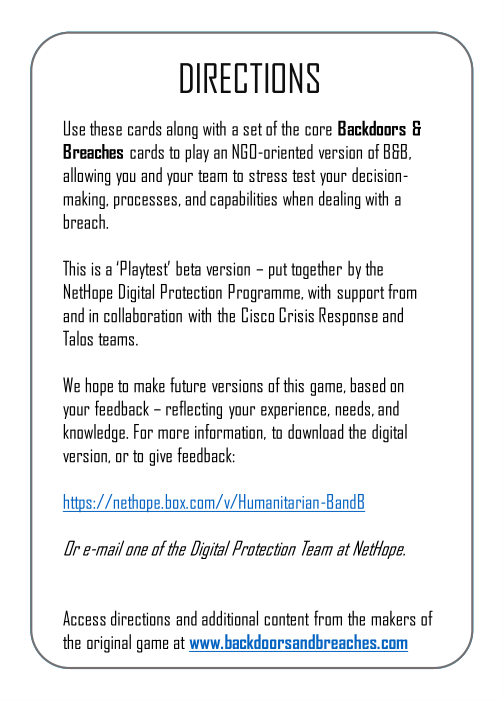 DIRECTIONS
Use these cards along with a set of the core Backdoors &
Breaches cards to play an NGO-oriented version of B&B,
allowing you and your team to stress test your decision-
making, processes, and capabilities when dealing with a
breach.
This is a ‘Playtest’ beta version – put together by the
NetHope Digital Protection Programme, with support from
and in collaboration with the Cisco Crisis Response and
Talos teams.
We hope to make future versions of this game, based on
your feedback – reflecting your experience, needs, and
knowledge. For more information, to download the digital
version, or to give feedback:
https://nethope.box.com/v/Humanitarian-BandB
Or e-mail one of the Digital Protection Team at NetHope.
Access directions and additional content from the makers of
the original game at www.backdoorsandbreaches.com